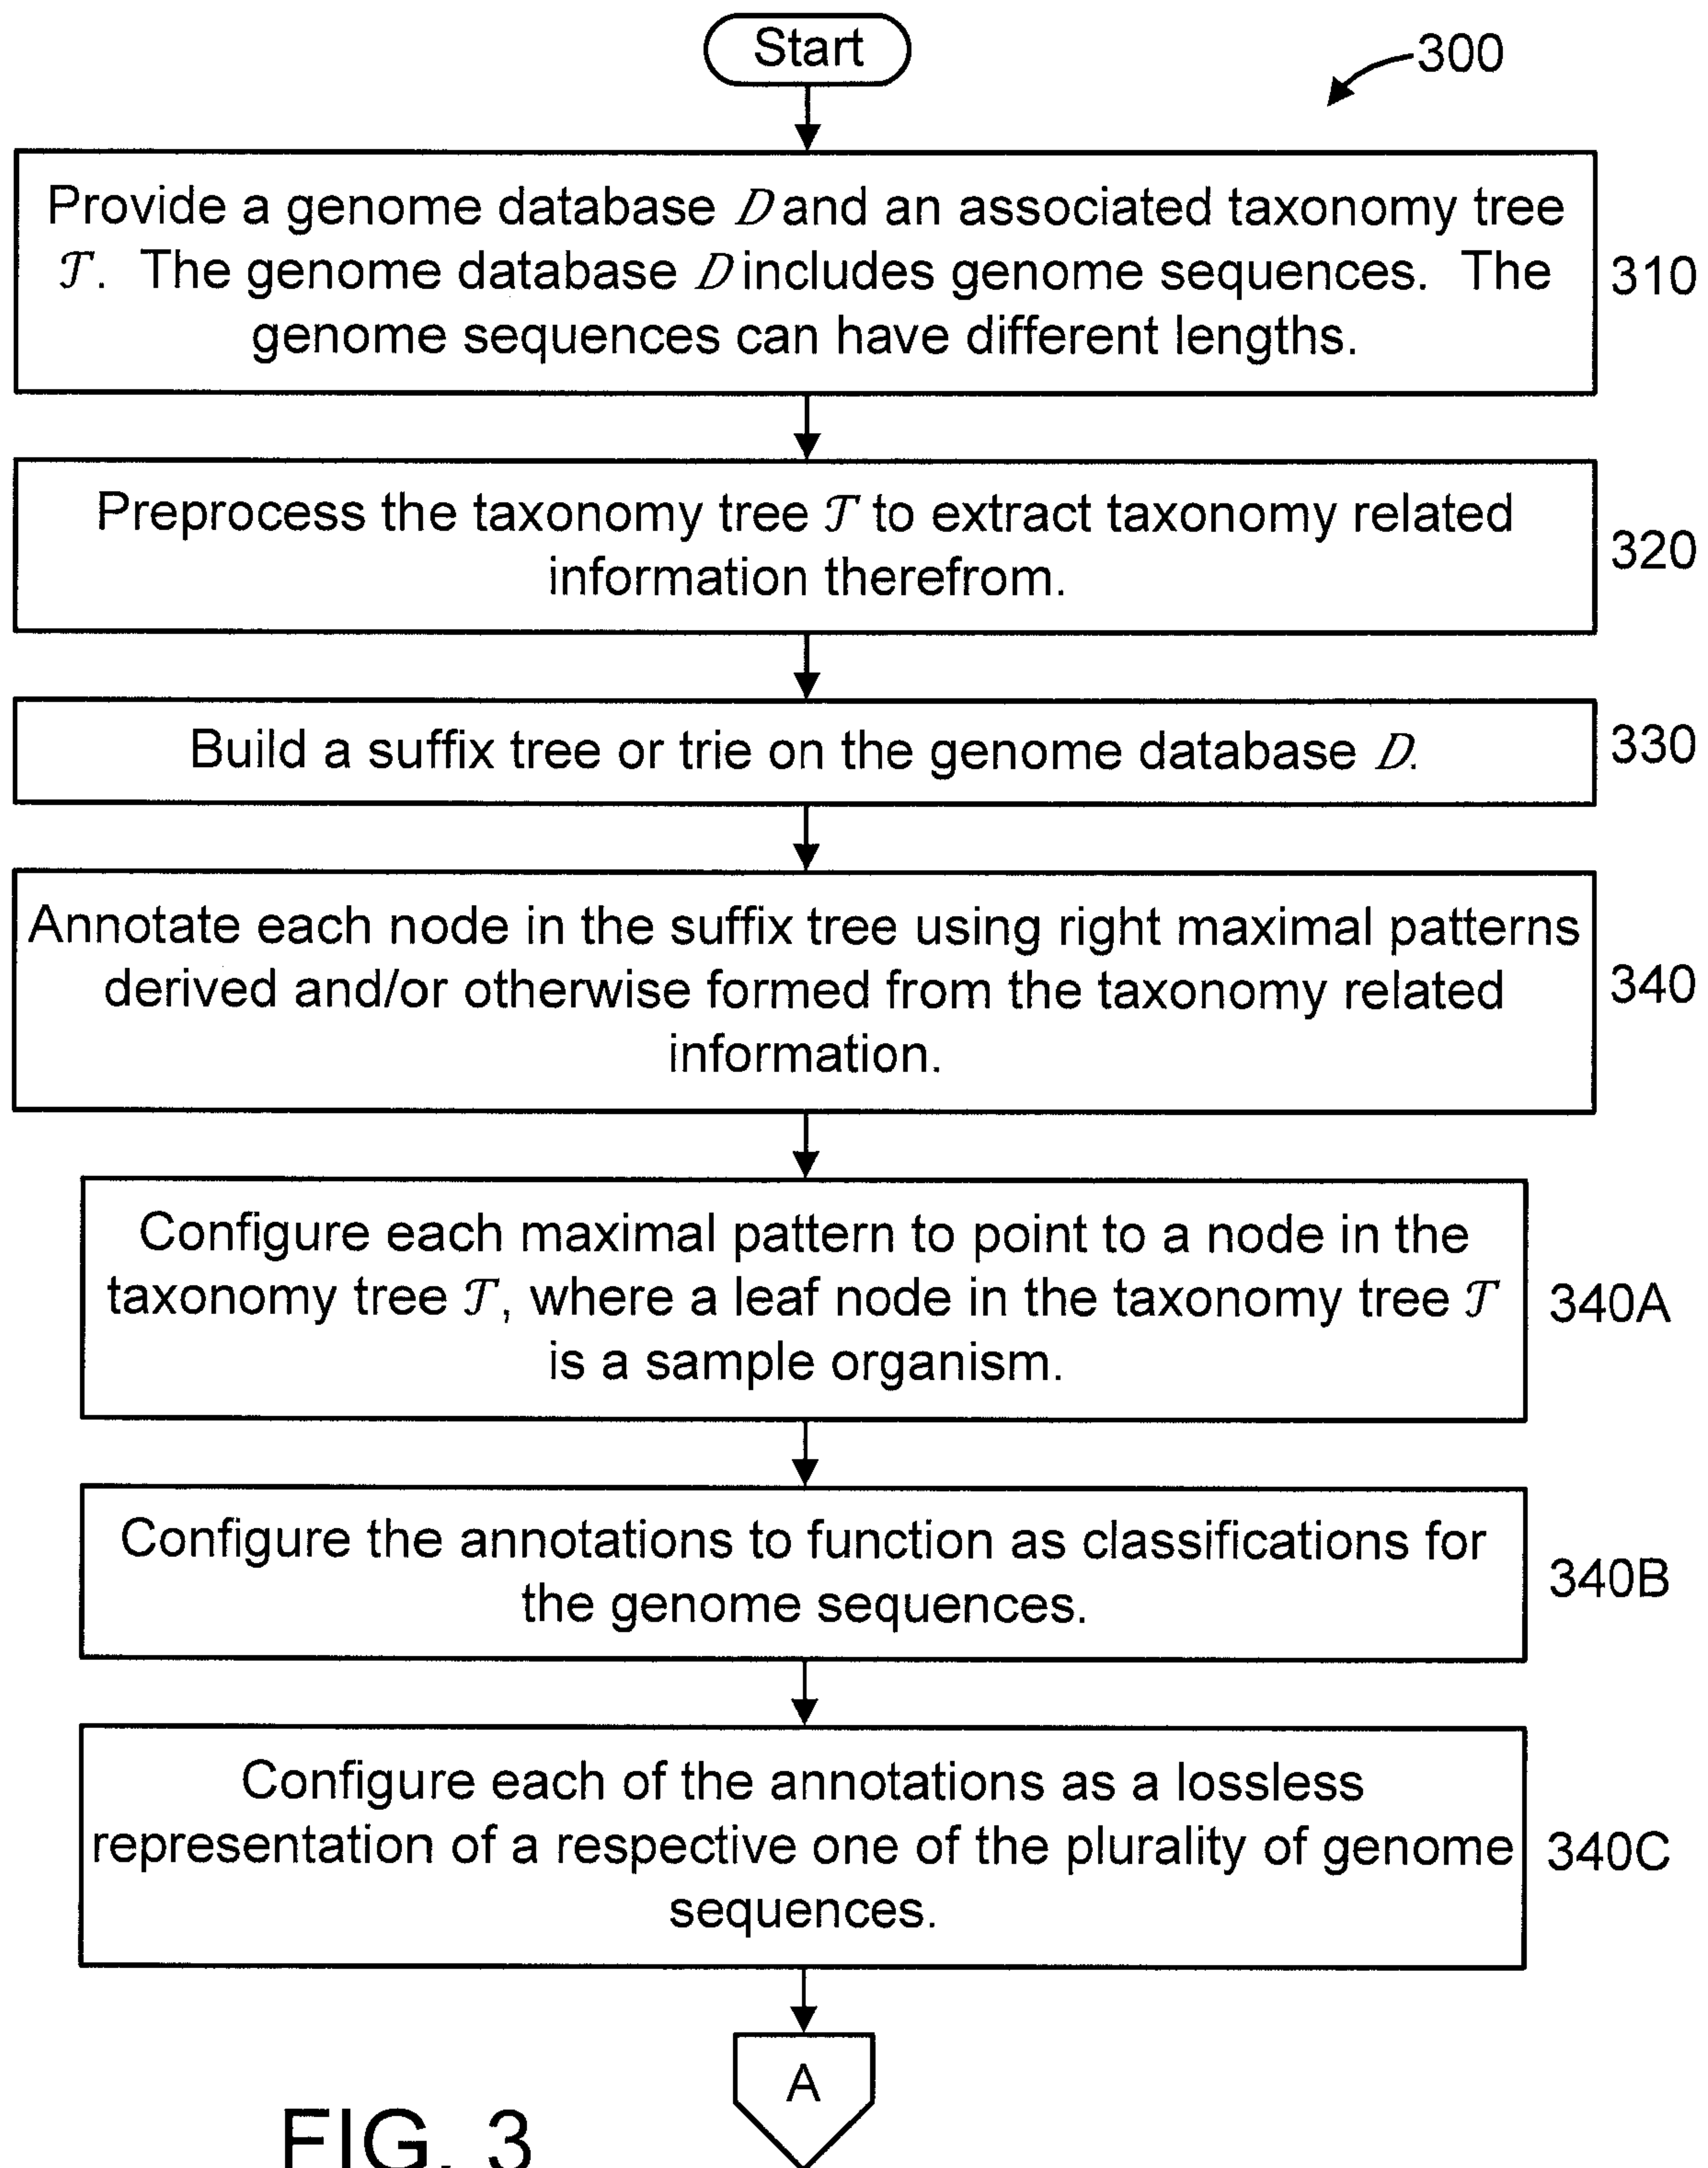 Start
300
Provide a genome database D and an associated taxonomy tree
𝒯. The genome database D includes genome sequences. The
genome sequences can have different lengths.
310
Preprocess the taxonomy tree 𝒯 to extract taxonomy related
information therefrom.
320
Build a suffix tree or trie on the genome database D.
330
Annotate each node in the suffix tree using right maximal patterns
derived and/or otherwise formed from the taxonomy related
information.
340
Configure each maximal pattern to point to a node in the
taxonomy tree 𝒯, where a leaf node in the taxonomy tree 𝒯
is a sample organism.
340A
Configure the annotations to function as classifications for
the genome sequences.
340B
Configure each of the annotations as a lossless
representation of a respective one of the plurality of genome
sequences.
340C
A
FIG. 3